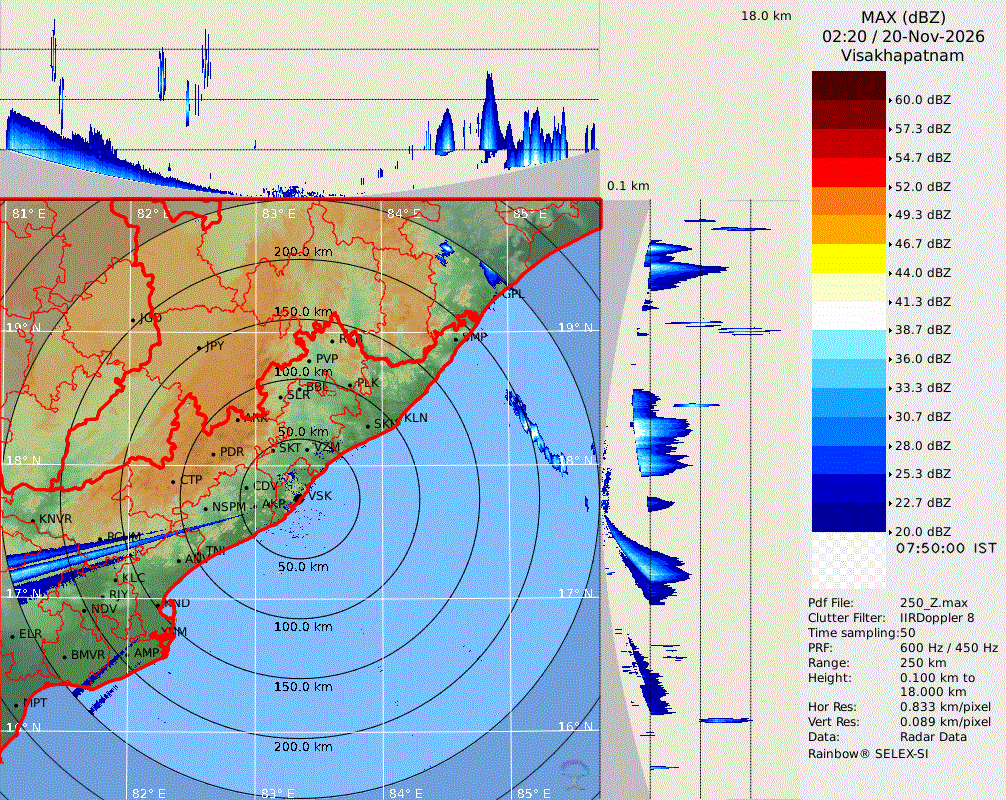 18.0 km
MAX (dBZ)
02:20 / 20-Nov-2026
Visakhapatnam
60.0 dBZ
57.3 dBZ
54.7 dBZ
52.0 dBZ
49.3 dBZ
46.7 dBZ
44.0 dBZ
41.3 dBZ
38.7 dBZ
36.0 dBZ
33.3 dBZ
30.7 dBZ
28.0 dBZ
25.3 dBZ
22.7 dBZ
20.0 dBZ
07:50:00 IST
0.1 km
81° E 82° E 83° E 84° E 85° E
200.0 km
GPL
150.0 km
JGD
19° N 19° N
JPY
PVP
100.0 km
PLK
SLR
KLN
50.0 km
PDR SKT VZM
18° N 18° N
CTP CDV
VSK
NSPM AKP
KNVR
TNI
50.0 km
KLC
RJY
17° N 17° N
NDV KND
100.0 km
ELR
BMVR AMP
150.0 km
MPT
16° N 16° N
200.0 km
82° E 83° E 84° E 85° E
Pdf File: 250_Z.max
Clutter Filter: IIRDoppler 8
Time sampling:50
PRF: 600 Hz / 450 Hz
Range: 250 km
Height: 0.100 km to
18.000 km
Hor Res: 0.833 km/pixel
Vert Res: 0.089 km/pixel
Data: Radar Data
Rainbow® SELEX-SI